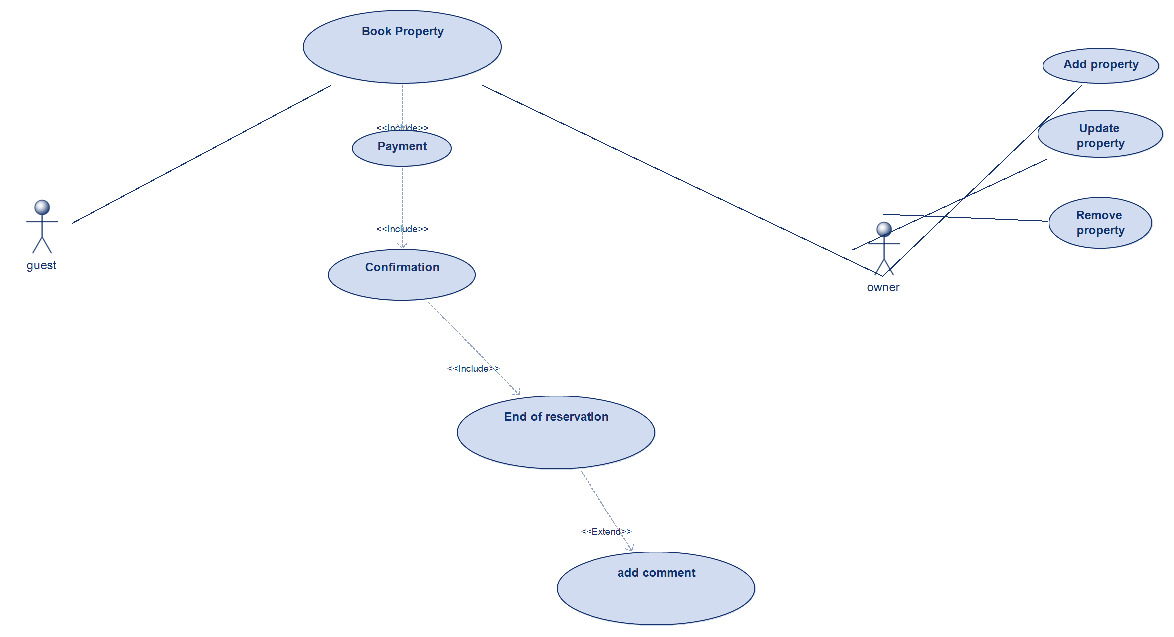 Book Property
Add property
<<Include>>
Payment
Update
property
Remove
property
<<Include>>
guest
Confirmation
owner
<<Include>>
End of reservation
<<Extend>>
add comment